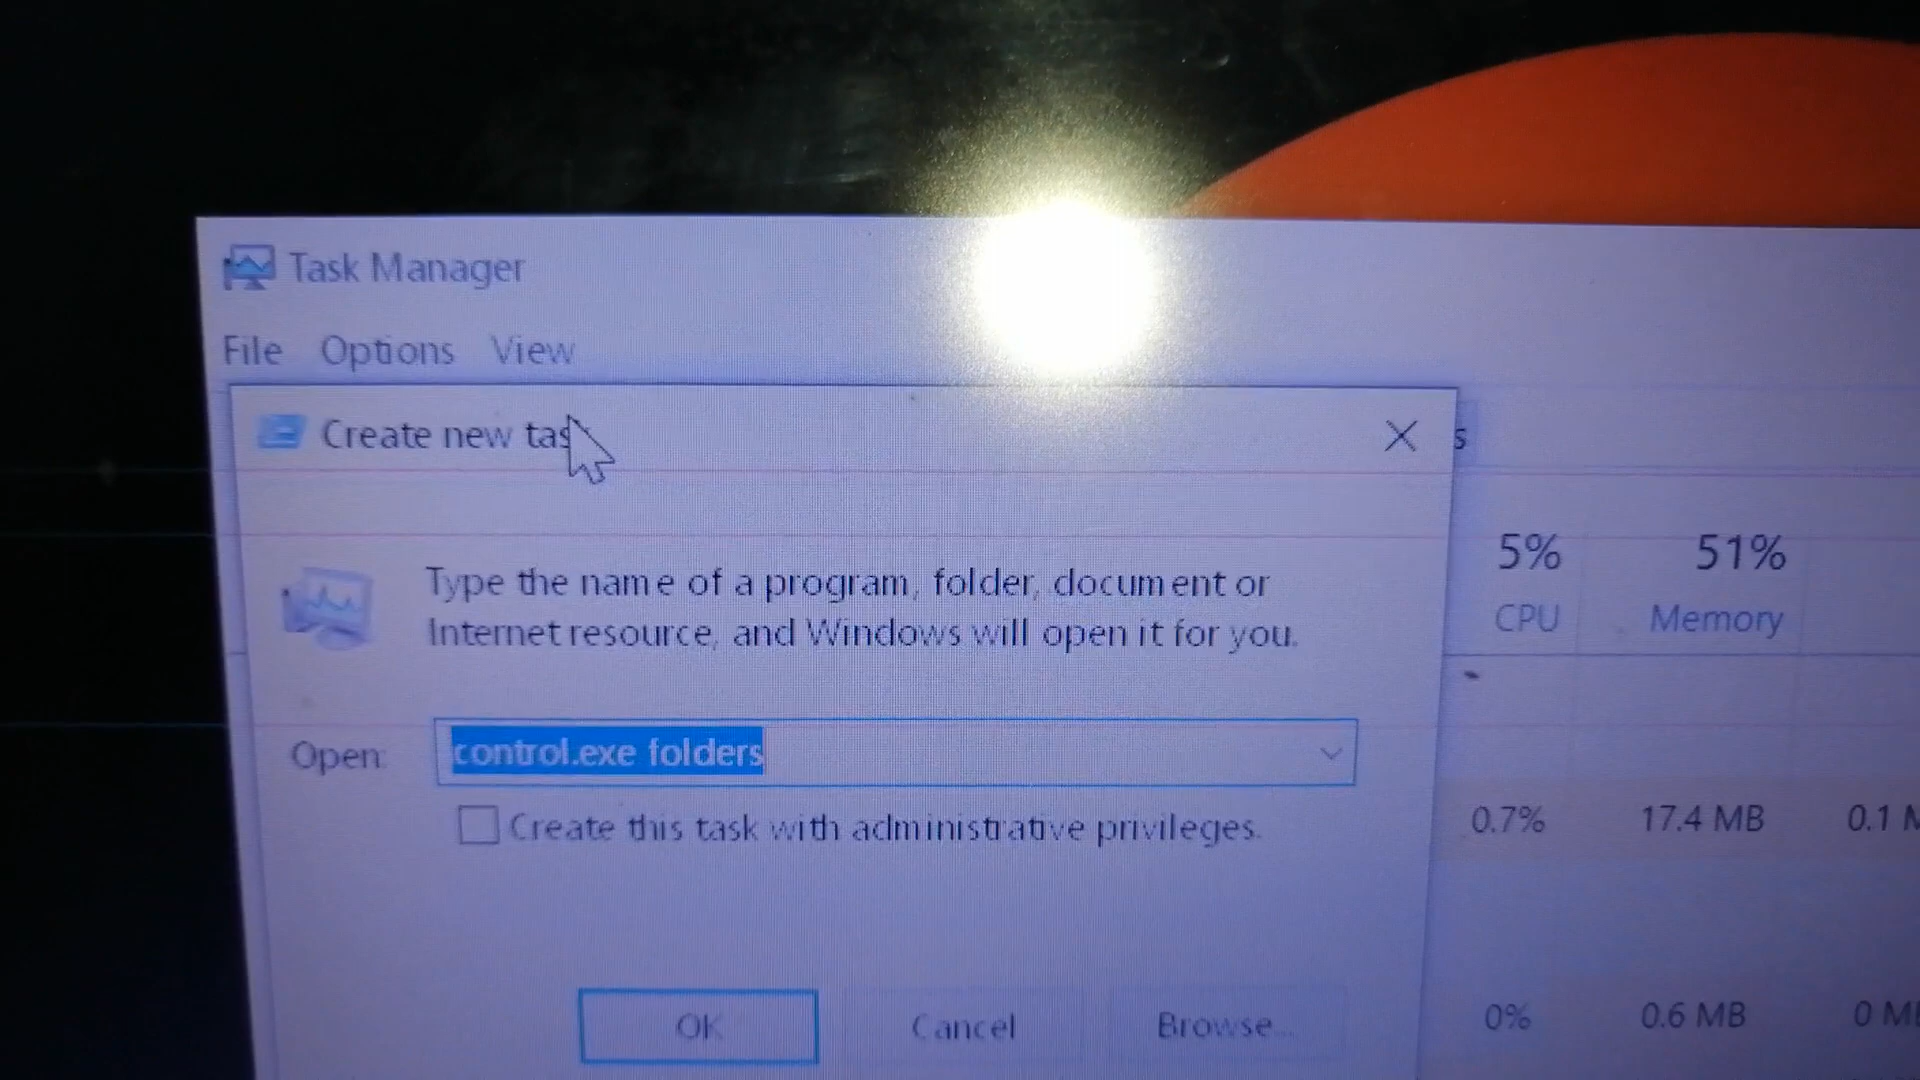 Task Manager
File Options View
Create new tas
s
Type the name of a program, folder, document or
Internet resource, and Windows will open it for you.
Open: control.exe folders
Create this task with administrative privileges.
OK Cancel Browse...
5% 51%
CPU Memory
0.7% 17.4 MB 0.1 M
0% 0.6 MB 0 M